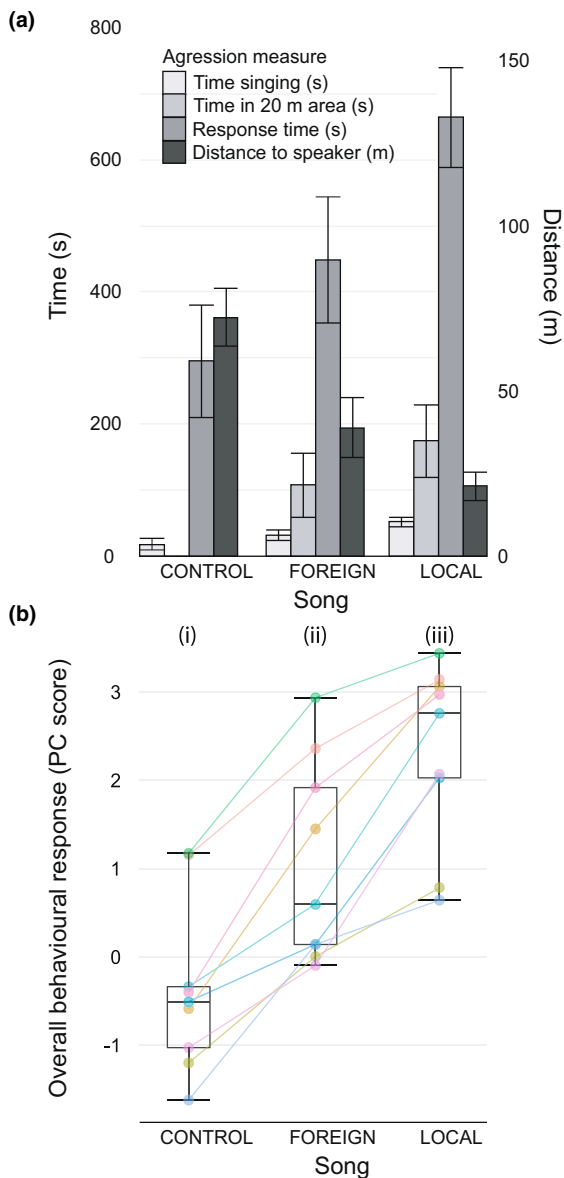 (a)
800
600
400
200
0
Time (s)
Agression measure
Time singing (s)
Time in 20 m area (s)
Response time (s)
Distance to speaker (m)
150
100
50
0
Distance (m)
CONTROL FOREIGN LOCAL
Song
(b)
(i) (ii) (iii)
3
2
1
0
-1
Overall behavioural response (PC score)
CONTROL FOREIGN LOCAL
Song